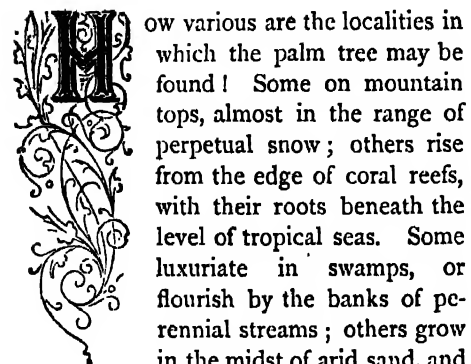 How various are the localities in
which the palm tree may be
found! Some on mountain
tops, almost in the range of
perpetual snow; others rise
from the edge of coral reefs,
with their roots beneath the
level of tropical seas. Some
luxuriate in swamps, or
flourish by the banks of pe-
rennial streams; others grow
in the midst of arid sand, and